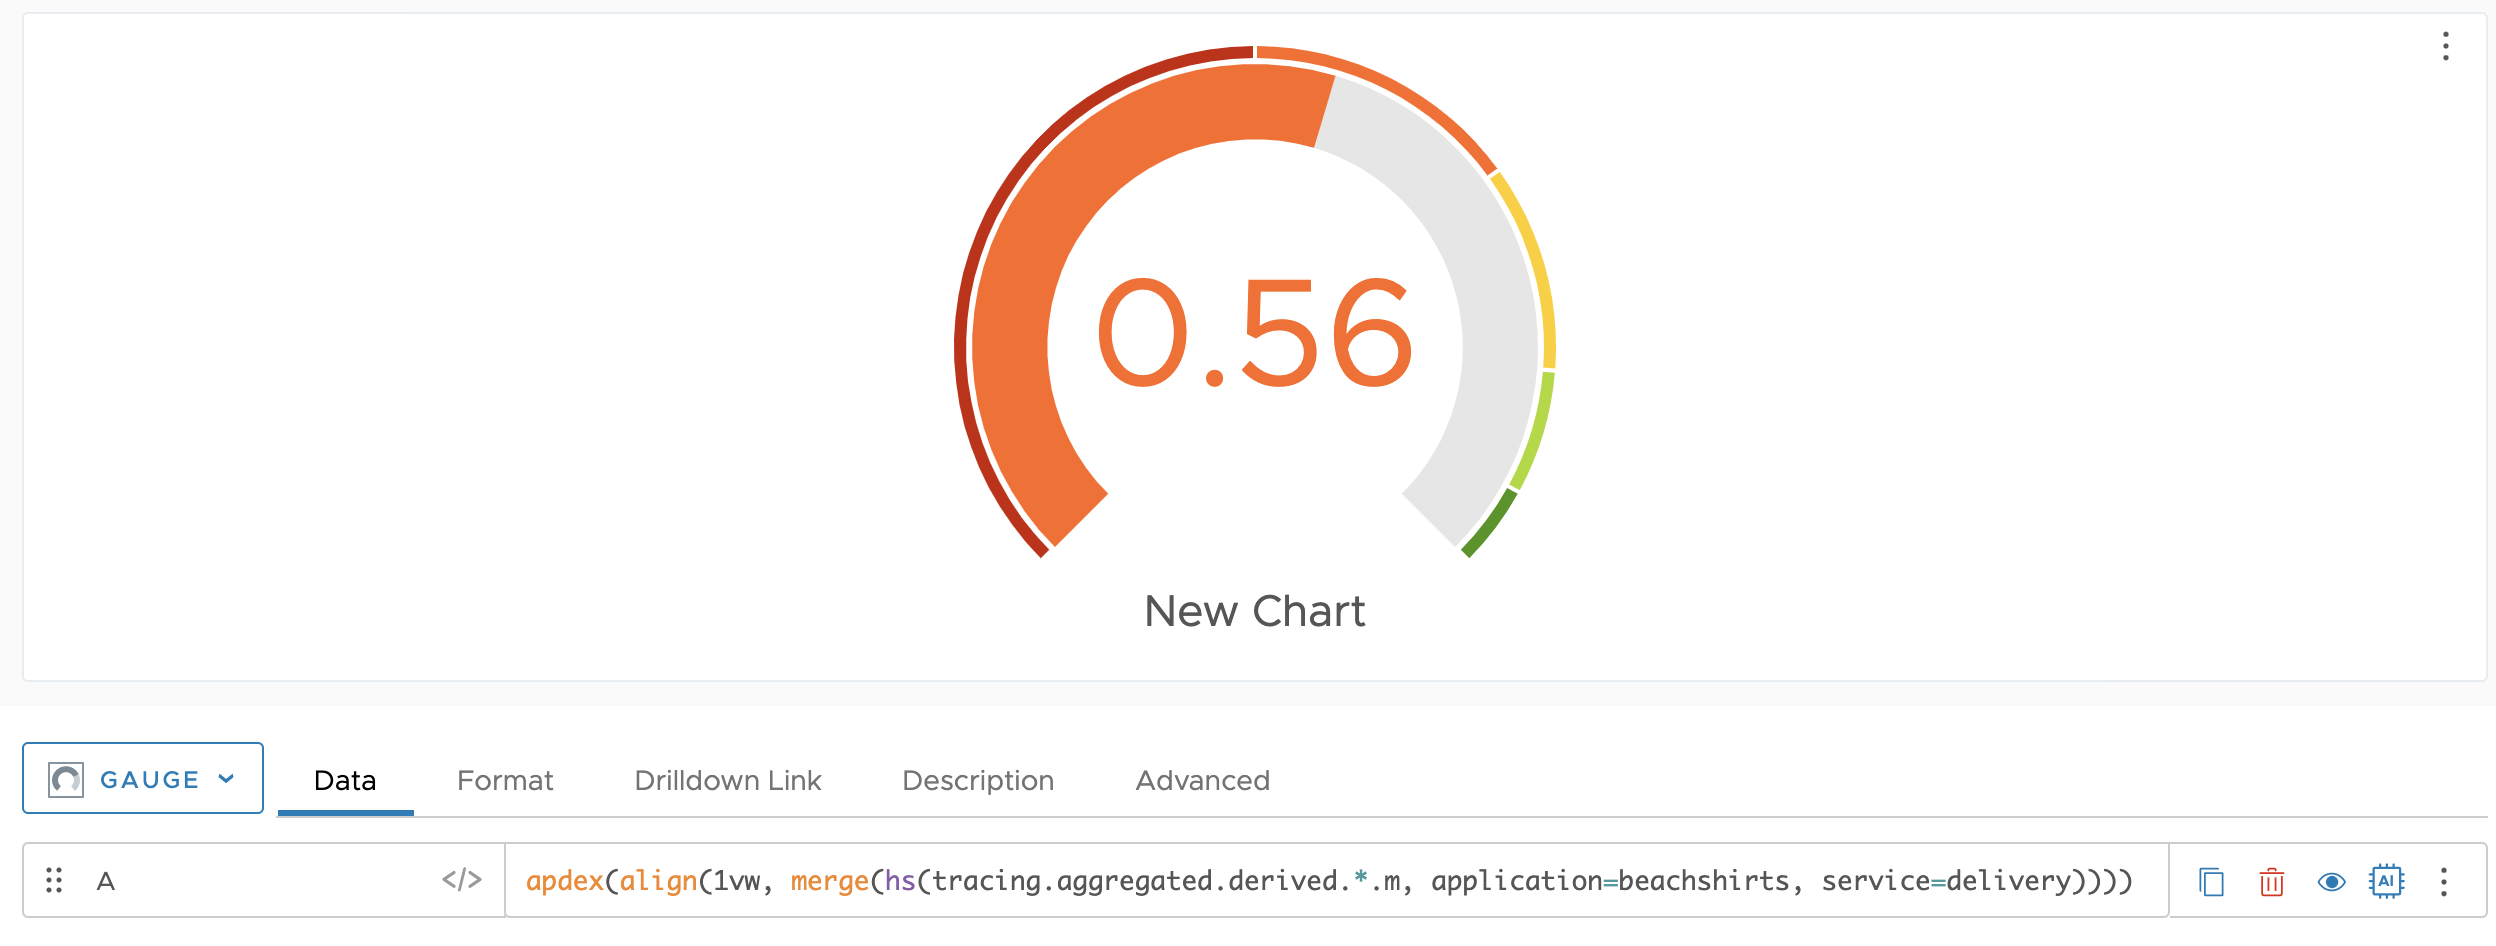 0.56
New Chart
GAUGE Data Format Drilldown Link Description Advanced
A </> apdex(align(1vw, merge(hs(tracing.aggregated.derived.*.m, application=beachshirts, service=delivery)))) AI